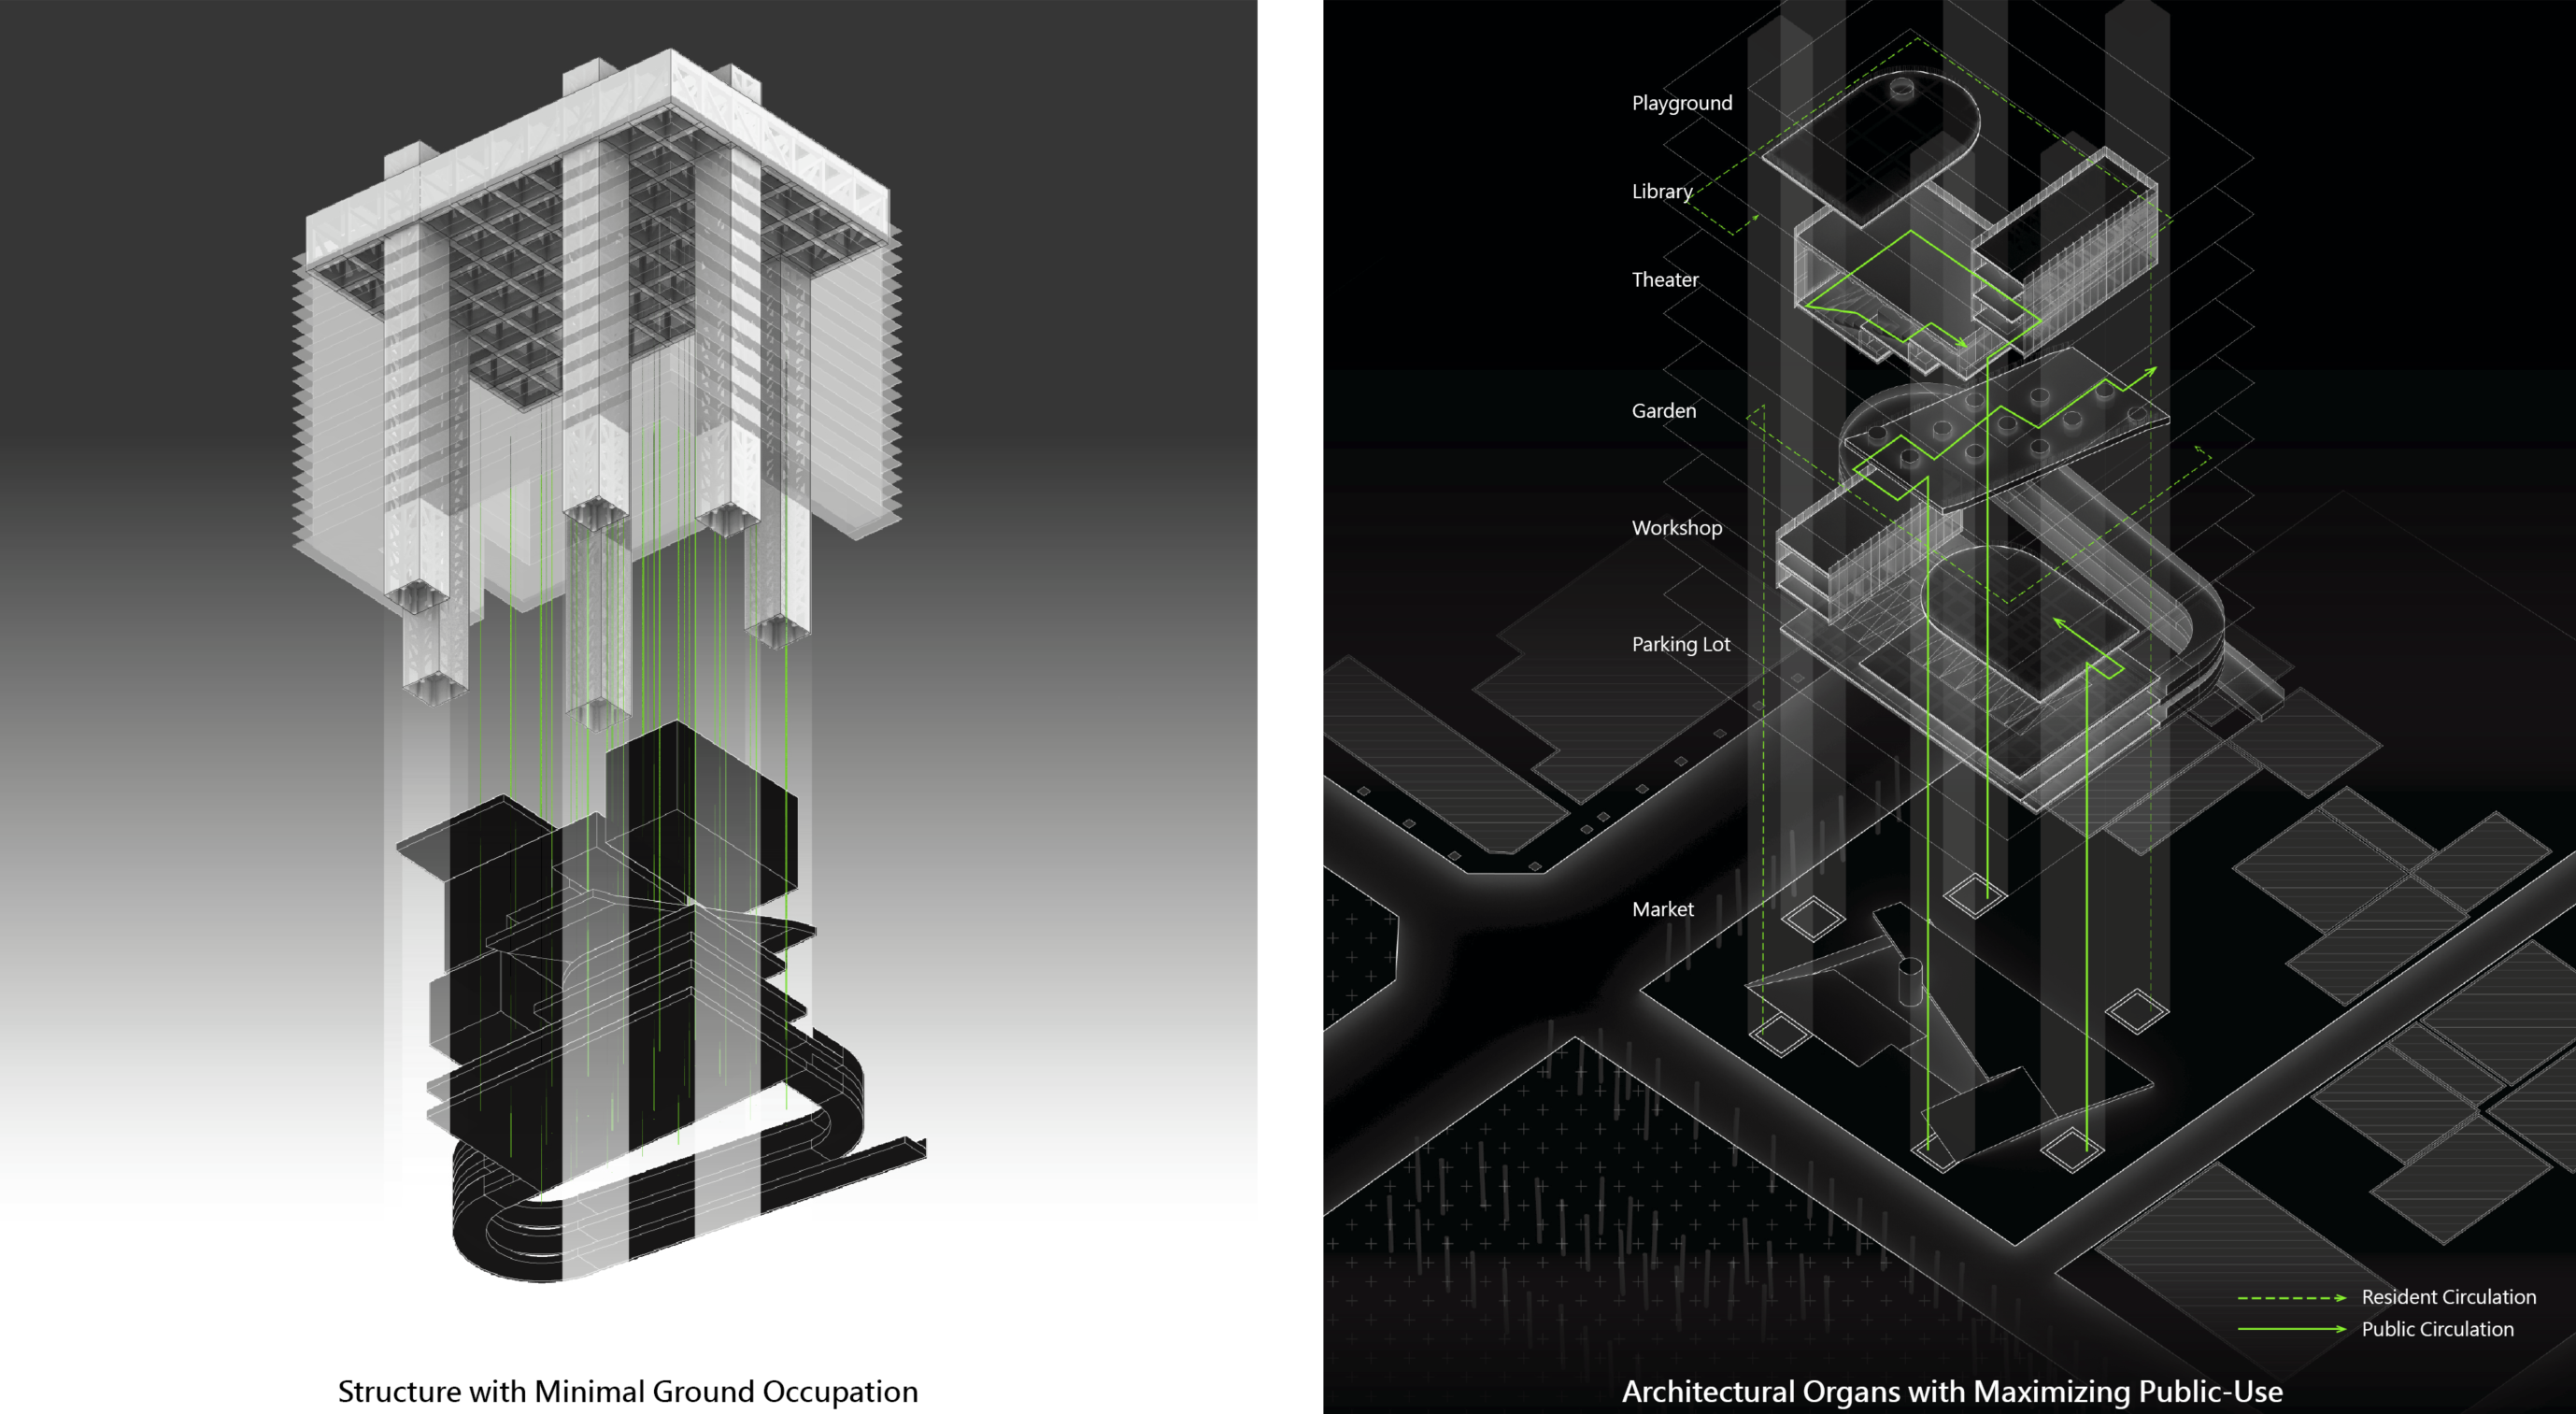 Structure with Minimal Ground Occupation
Playground
Library
Theater
Garden
Workshop
Parking Lot
Market
Resident Circulation
Public Circulation
Architectural Organs with Maximizing Public-Use